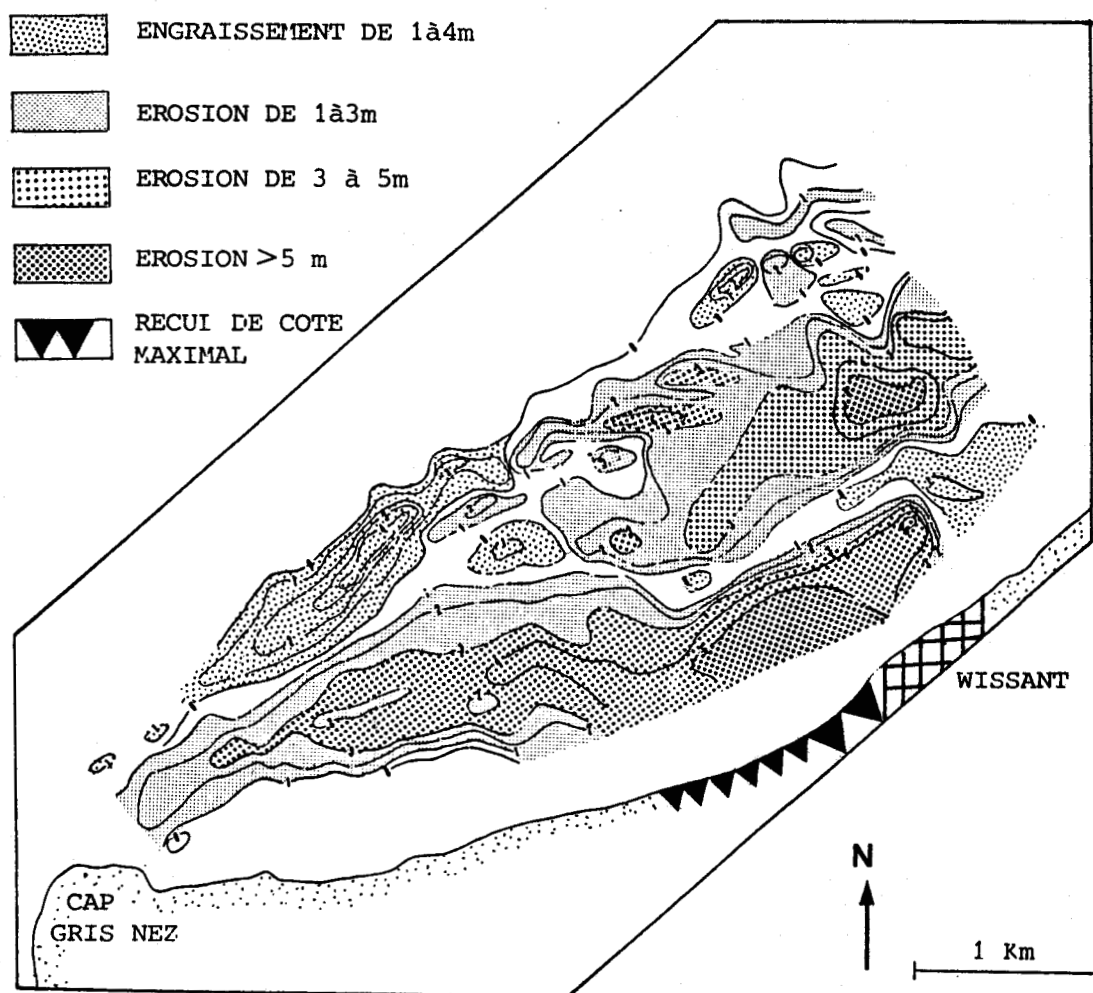 ENGRAISSEMENT DE 1à4m
EROSION DE 1à3m
EROSION DE 3 à 5m
EROSION >5 m
RECUI DE COTE
MAXIMAL
WISSANT
CAP
GRIS NEZ
N
1 Km